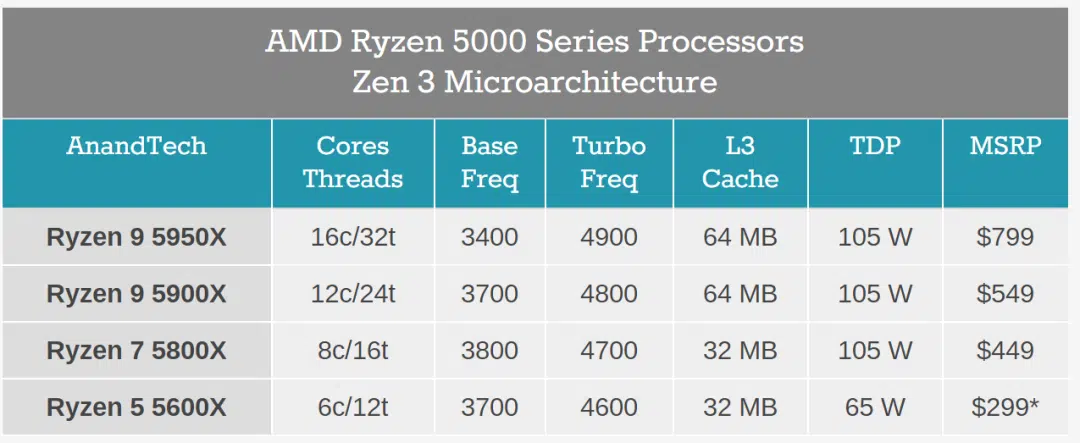 AMD Ryzen 5000 Series Processors
Zen 3 Microarchitecture
AnandTech Cores Threads Base Freq Turbo Freq L3 Cache TDP MSRP
Ryzen 9 5950X 16c/32t 3400 4900 64 MB 105 W $799
Ryzen 9 5900X 12c/24t 3700 4800 64 MB 105 W $549
Ryzen 7 5800X 8c/16t 3800 4700 32 MB 105 W $449
Ryzen 5 5600X 6c/12t 3700 4600 32 MB 65 W $299*